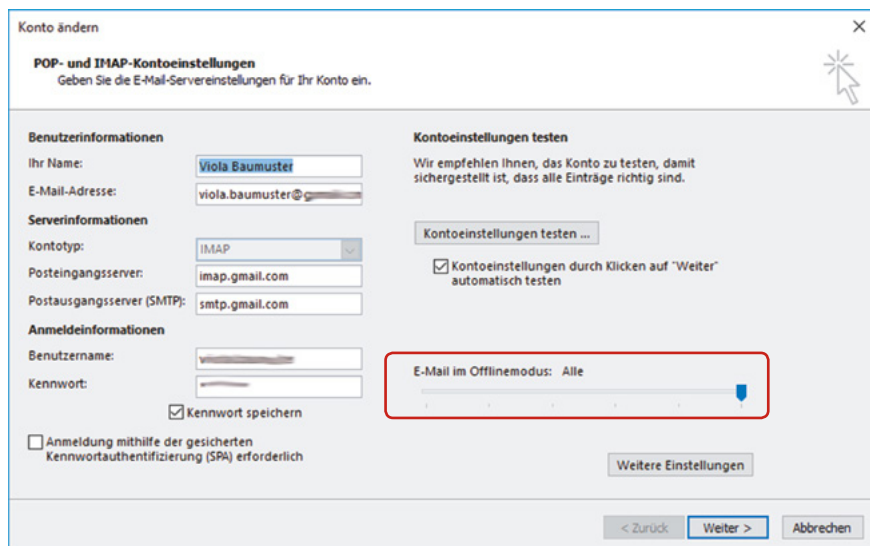 Konto ändern
POP- und IMAP-Kontoeinstellungen
Geben Sie die E-Mail-Servereinstellungen für Ihr Konto ein.
Benutzerinformationen
Ihr Name: Viola Baumuster
E-Mail-Adresse: viola.baumuster@
Serverinformationen
Kontotyp: IMAP
Posteingangsserver: imap.gmail.com
Postausgangsserver (SMTP): smtp.gmail.com
Anmeldeinformationen
Benutzername:
Kennwort:
Kennwort speichern
Anmeldung mithilfe der gesicherten
Kennwortauthentifizierung (SPA) erforderlich
Kontoeinstellungen testen
Wir empfehlen Ihnen, das Konto zu testen, damit
sichergestellt ist, dass alle Einträge richtig sind.
Kontoeinstellungen testen ...
Kontoeinstellungen durch Klicken auf "Weiter"
automatisch testen
E-Mail im Offlinemodus: Alle
Weitere Einstellungen
< Zurück
Weiter >
Abbrechen